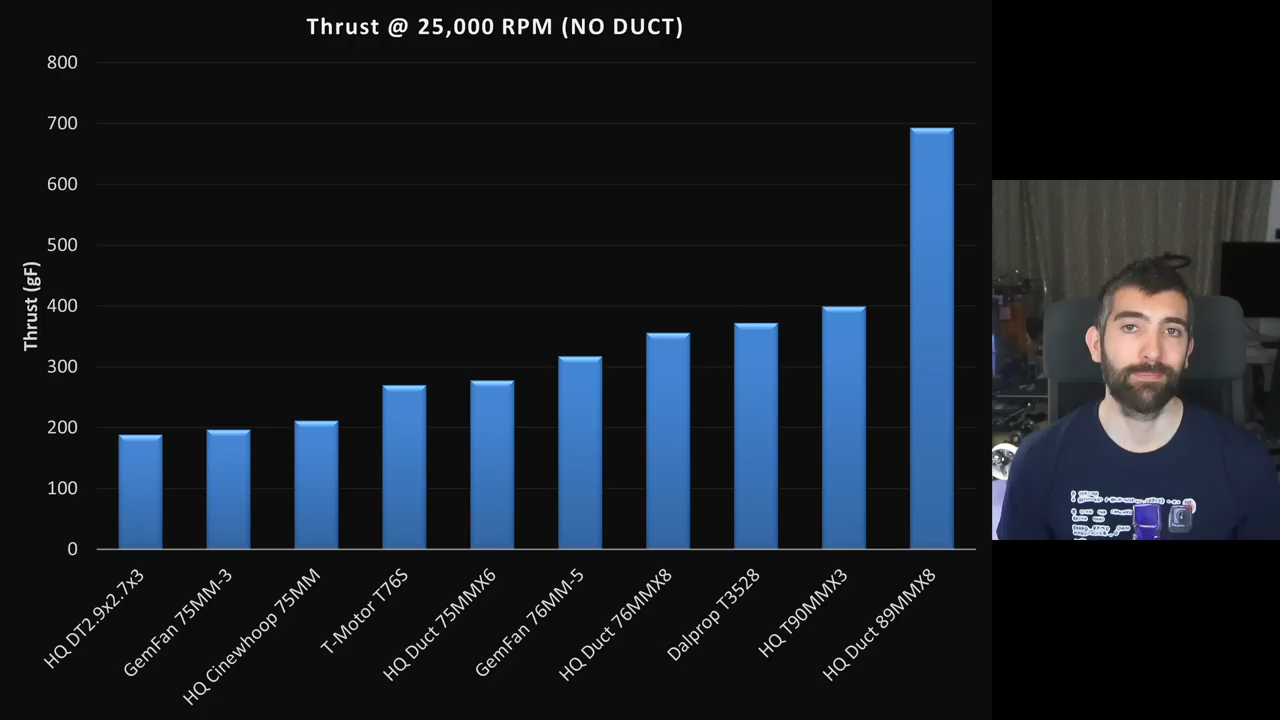 Thrust @ 25,000 RPM (NO DUCT)
800
700
600
500
400
300
200
100
0
Thrust (gF)
HQ DT2.9x2.7x3
GemFan 75MM-3
HQ Cinewhoop 75MM
T-Motor T76S
HQ Duct 75MMX6
GemFan 76MM-5
HQ Duct 76MMX8
Dalprop T3528
HQ T90MMX3
HQ Duct 89MMX8